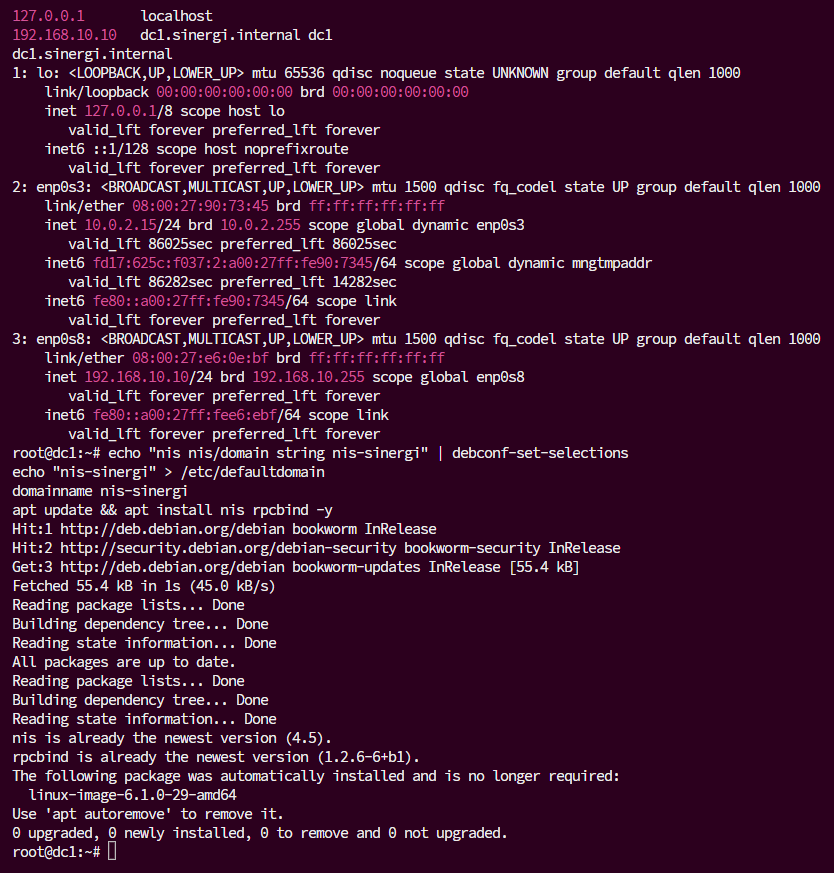 127.0.0.1       localhost
192.168.10.10   dc1.sinergi.internal dc1
dc1.sinergi.internal
1: lo: <LOOPBACK,UP,LOWER_UP> mtu 65536 qdisc noqueue state UNKNOWN group default qlen 1000
    link/loopback 00:00:00:00:00:00 brd 00:00:00:00:00:00
    inet 127.0.0.1/8 scope host lo
       valid_lft forever preferred_lft forever
    inet6 ::1/128 scope host noprefixroute
       valid_lft forever preferred_lft forever
2: enp0s3: <BROADCAST,MULTICAST,UP,LOWER_UP> mtu 1500 qdisc fq_codel state UP group default qlen 1000
    link/ether 08:00:27:90:73:45 brd ff:ff:ff:ff:ff:ff
    inet 10.0.2.15/24 brd 10.0.2.255 scope global dynamic enp0s3
       valid_lft 86025sec preferred_lft 86025sec
    inet6 fd17:625c:f037:2:a00:27ff:fe90:7345/64 scope global dynamic mngtmpaddr
       valid_lft 86282sec preferred_lft 14282sec
    inet6 fe80::a00:27ff:fe90:7345/64 scope link
       valid_lft forever preferred_lft forever
3: enp0s8: <BROADCAST,MULTICAST,UP,LOWER_UP> mtu 1500 qdisc fq_codel state UP group default qlen 1000
    link/ether 08:00:27:e6:0e:bf brd ff:ff:ff:ff:ff:ff
    inet 192.168.10.10/24 brd 192.168.10.255 scope global enp0s8
       valid_lft forever preferred_lft forever
    inet6 fe80::a00:27ff:fee6:ebf/64 scope link
       valid_lft forever preferred_lft forever
root@dc1:~# echo "nis nis/domain string nis-sinergi" | debconf-set-selections
echo "nis-sinergi" > /etc/defaultdomain
domainname nis-sinergi
apt update && apt install nis rpcbind -y
Hit:1 http://deb.debian.org/debian bookworm InRelease
Hit:2 http://security.debian.org/debian-security bookworm-security InRelease
Get:3 http://deb.debian.org/debian bookworm-updates InRelease [55.4 kB]
Fetched 55.4 kB in 1s (45.0 kB/s)
Reading package lists... Done
Building dependency tree... Done
Reading state information... Done
All packages are up to date.
Reading package lists... Done
Building dependency tree... Done
Reading state information... Done
nis is already the newest version (4.5).
rpcbind is already the newest version (1.2.6-6+b1).
The following package was automatically installed and is no longer required:
  linux-image-6.1.0-29-amd64
Use 'apt autoremove' to remove it.
0 upgraded, 0 newly installed, 0 to remove and 0 not upgraded.
root@dc1:~#